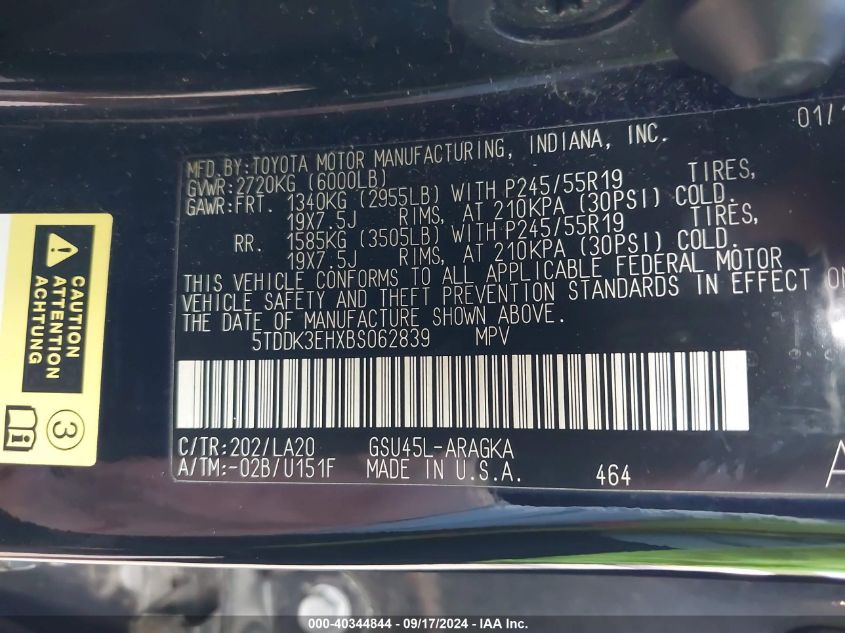 01/1
MFD.BY:TOYOTA MOTOR MANUFACTURING, INDIANA, INC.
GVWR:2720KG (6000LB)
GAWR:FRT. 1340KG (2955LB) WITH P245/55R19 TIRES,
19X7.5J RIMS, AT 210KPA (30PSI) COLD.
RR. 1585KG (3505LB) WITH P245/55R19 TIRES,
19X7.5J RIMS, AT 210KPA (30PSI) COLD.
THIS VEHICLE CONFORMS TO ALL APPLICABLE FEDERAL MOTOR
VEHICLE SAFETY AND THEFT PREVENTION STANDARDS IN EFFECT ON
THE DATE OF MANUFACTURE SHOWN ABOVE.
5TDDK3EHXBS062839 MPV
C/TR:202/LA20 GSU45L-ARAGKA
A/TM:-02B/U151F MADE IN U.S.A. 464
A
CAUTION
ATTENTION
ACHTUNG
3
000-40344844 - 09/17/2024 - IAA Inc.